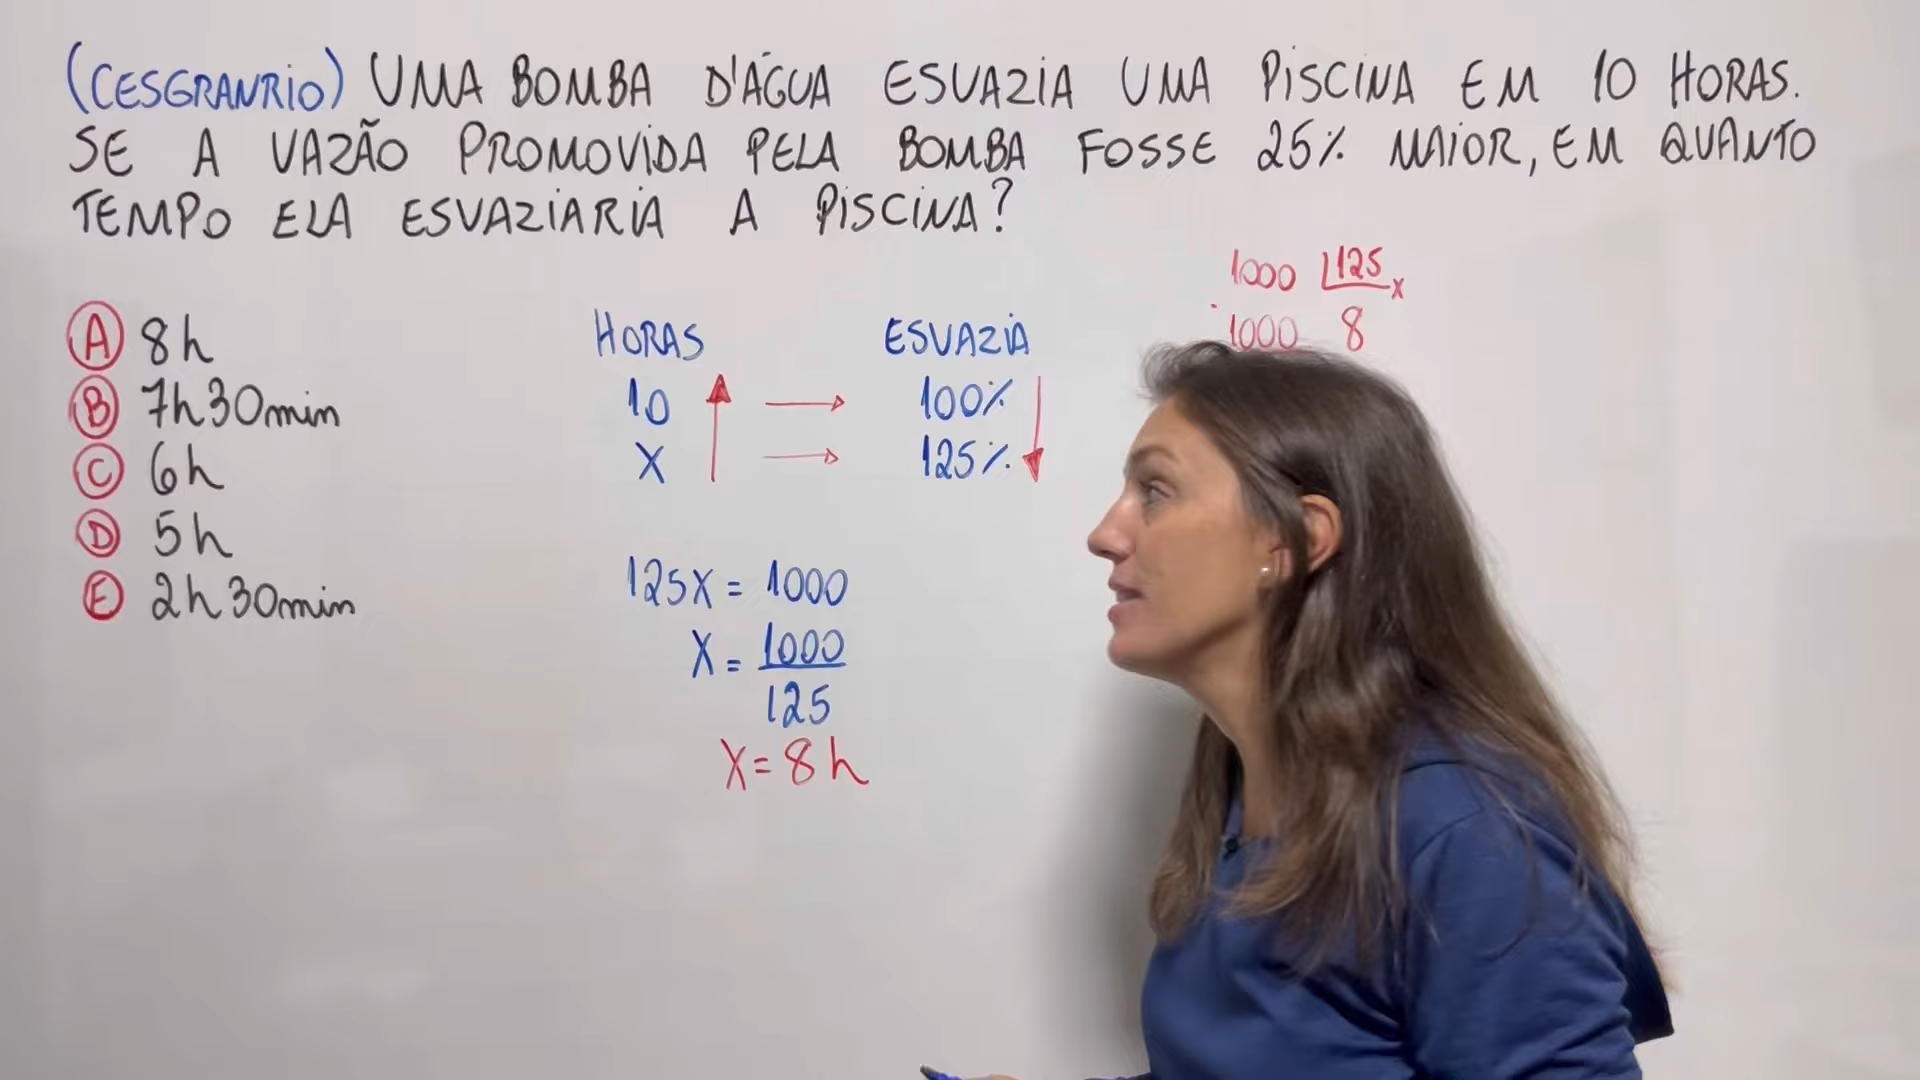 (CESGRANRIO) UMA BOMBA D'ÁGUA ESVAZIA UMA PISCINA EM 10 HORAS.
SE A VAZÃO PROMOVIDA PELA BOMBA FOSSE 25% MAIOR, EM QUANTO
TEMPO ELA ESVAZIARIA A PISCINA?
A 8h
B 7h30min
C 6h
D 5h
E 2h30min
HORAS ESVAZIA
10 → 100%
X → 125%
125X = 1000
X = 1000
125
X = 8h
1000 125 x
1000 8